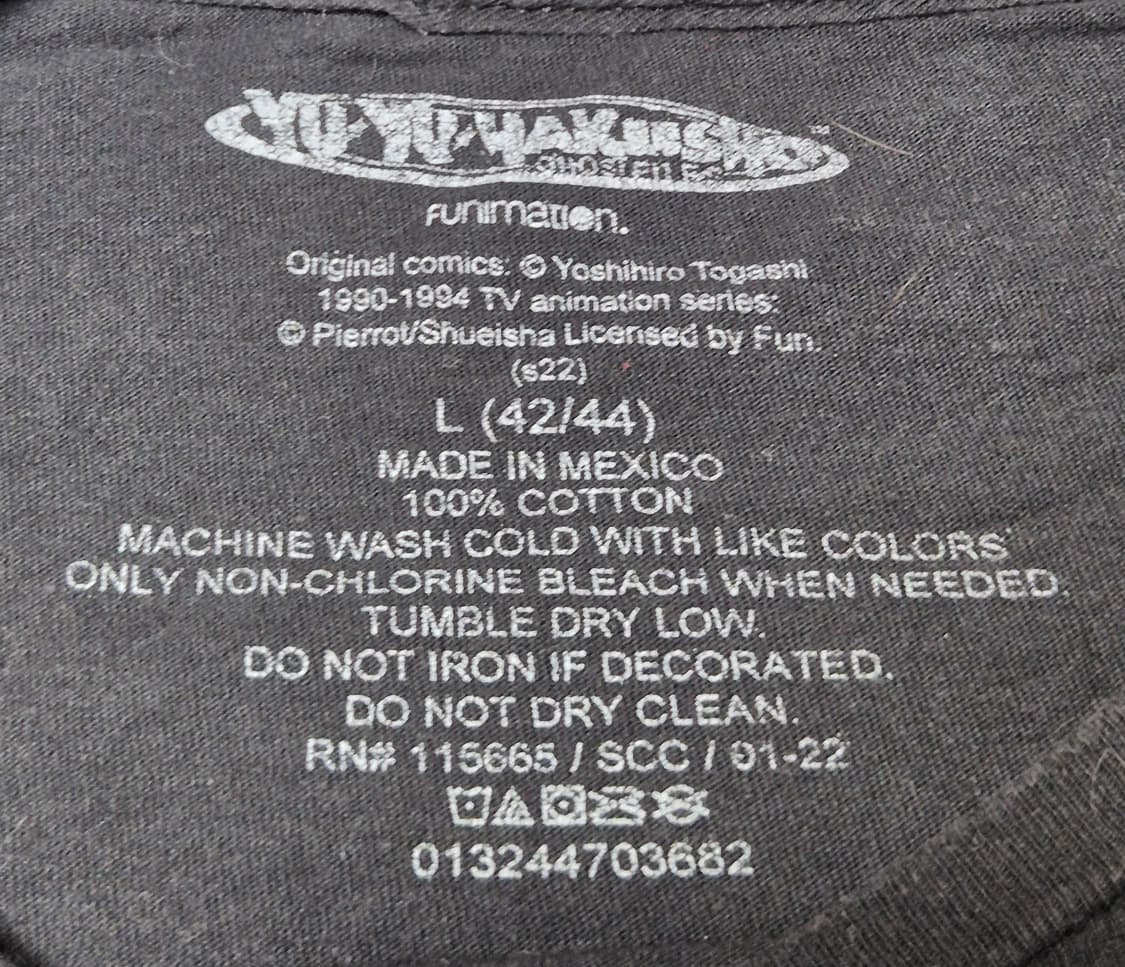 YU YU HAKUSHO™
GHOST FILES
FUNIMATION.
Original comics: © Yoshihiro Togashi
1990-1994 TV animation series:
© Pierrot/Shueisha Licensed by Fun.
(s22)
L (42/44)
MADE IN MEXICO
100% COTTON
MACHINE WASH COLD WITH LIKE COLORS
ONLY NON-CHLORINE BLEACH WHEN NEEDED.
TUMBLE DRY LOW.
DO NOT IRON IF DECORATED.
DO NOT DRY CLEAN.
RN# 115665 / SCC / 01-22
013244703682